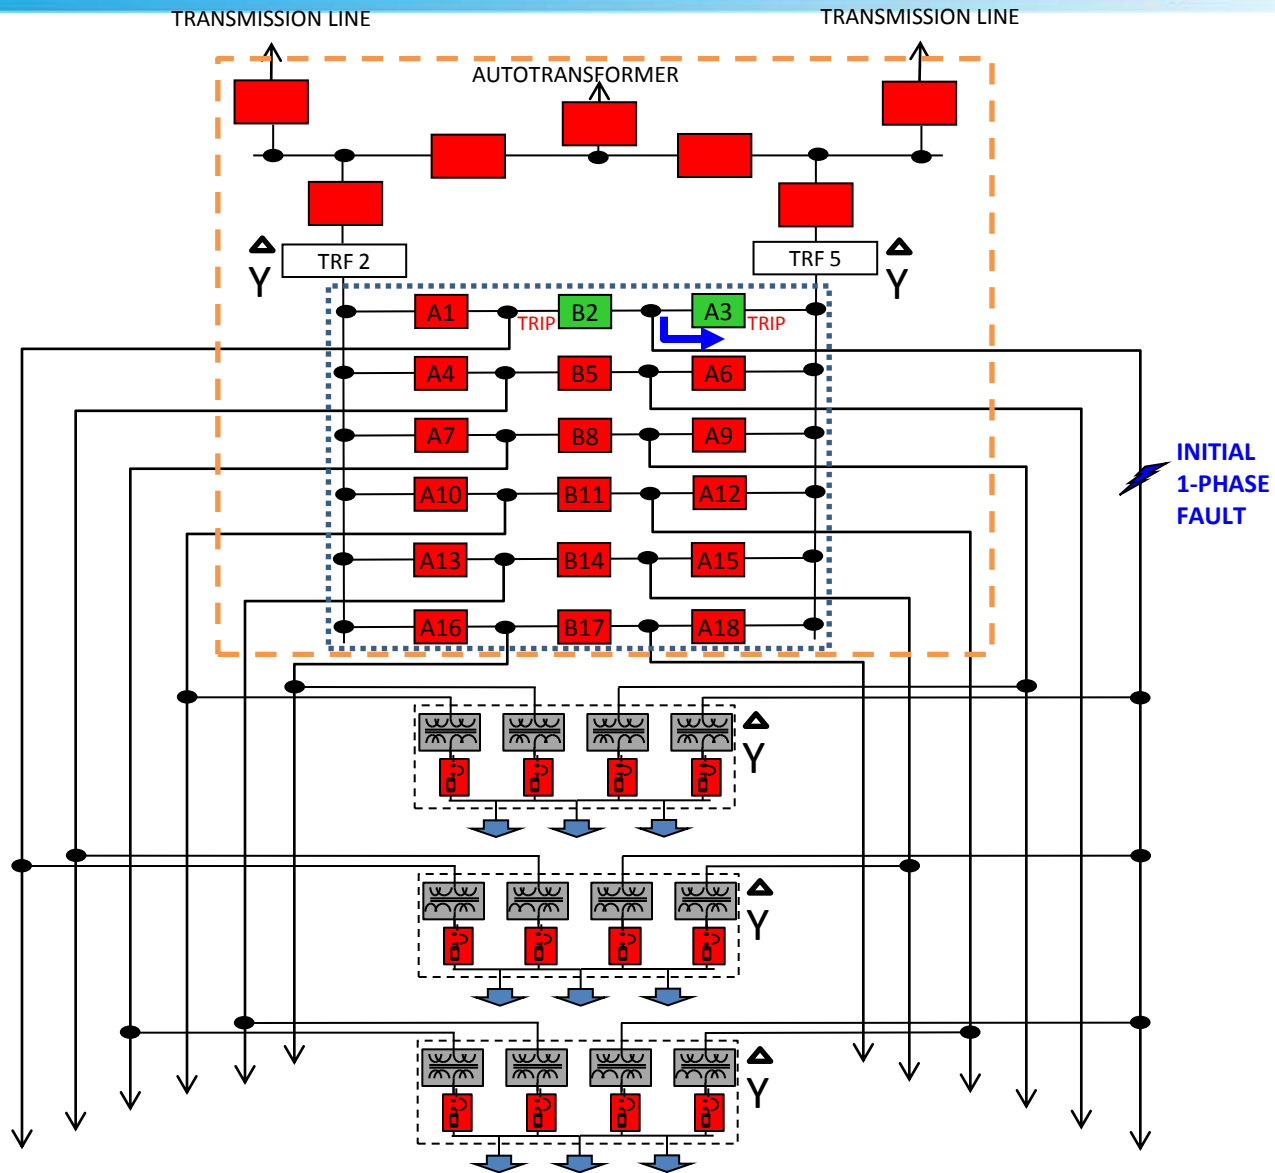 TRANSMISSION LINE
TRANSMISSION LINE
AUTOTRANSFORMER
Δ
Y
TRF 2
TRF 5
Δ
Y
A1
TRIP
B2
A3
TRIP
A4
B5
A6
A7
B8
A9
INITIAL
1-PHASE
FAULT
A10
B11
A12
A13
B14
A15
A16
B17
A18
Δ
Y
Δ
Y
Δ
Y